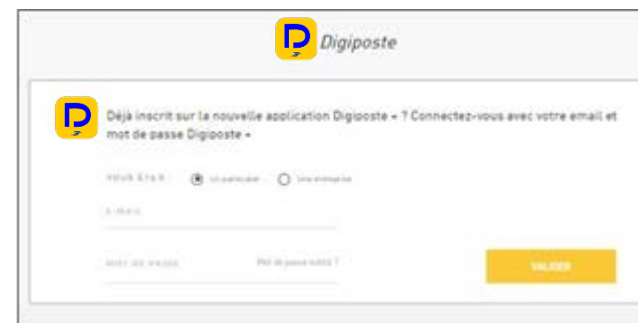 Digiposte
Déjà inscrit sur la nouvelle application Digiposte + ? Connectez-vous avec votre email et
mot de passe Digiposte +
VOUS ÊTES : Un particulier Une entreprise
E-MAIL
MOT DE PASSE Mot de passe oublié ?
VALIDER